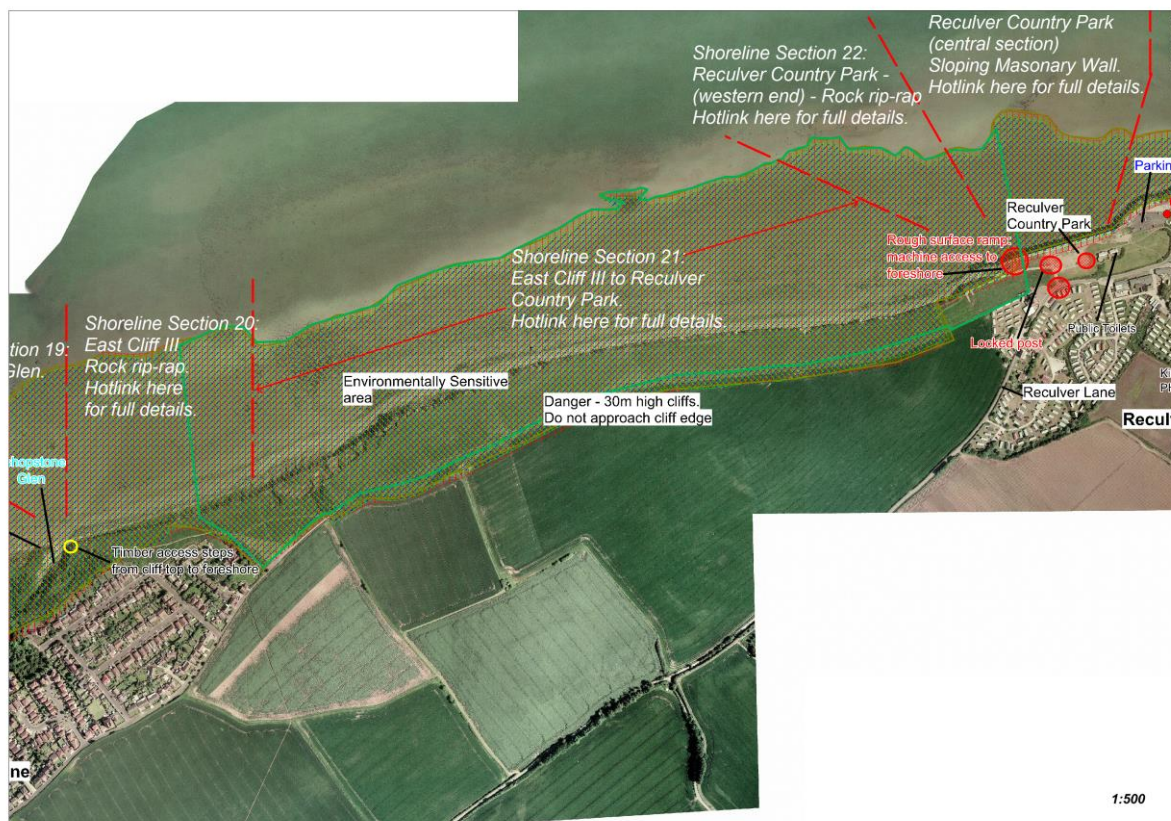 Reculver Country Park
(central section)
Sloping Masonary Wall.
Hotlink here for full details.
Shoreline Section 22:
Reculver Country Park -
(western end) - Rock rip-rap
Hotlink here for full details.
Reculver
Country Park
Rough surface ramp:
machine access to
foreshore
Shoreline Section 21:
East Cliff III to Reculver
Country Park.
Hotlink here for full details.
Shoreline Section 20:
East Cliff III
Rock rip-rap.
Hotlink here
for full details.
19:
Glen.
Public Toilets
Locked post
Environmentally Sensitive
area
Danger - 30m high cliffs.
Do not approach cliff edge
Reculver Lane
Glen
Timber access steps
from cliff top to foreshore
1:500